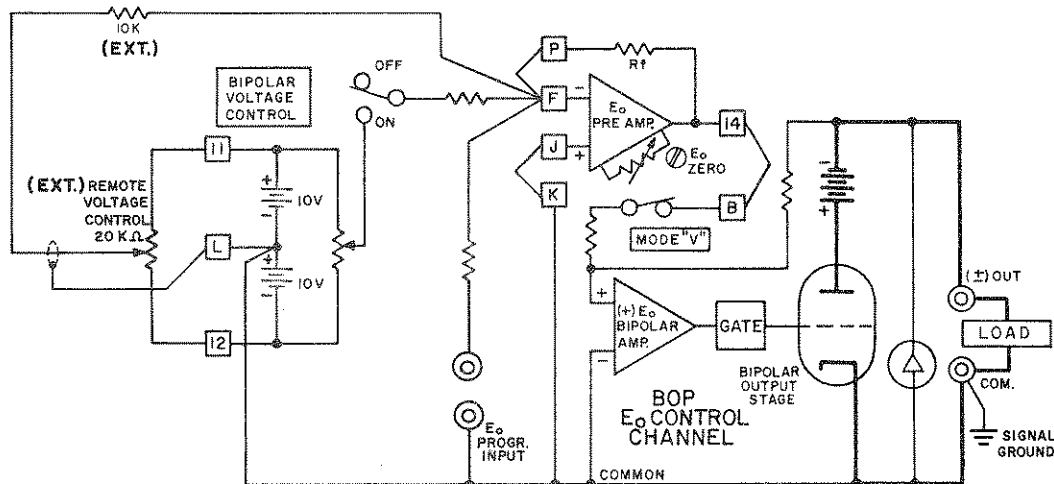 10K
(EXT.)
BIPOLAR
VOLTAGE
CONTROL
OFF
ON
P
Rf
F
-
Eo
PRE AMP.
14
J
+
Eo
ZERO
K
B
MODE "V"
11
+
-
10V
(EXT.) REMOTE
VOLTAGE
CONTROL
20 KΩ
L
+
-
10V
12
-
+
+
(+) Eo
BIPOLAR
AMP.
-
GATE
BIPOLAR
OUTPUT
STAGE
(±) OUT
LOAD
COM.
BOP
Eo CONTROL
CHANNEL
Eo
PROGR.
INPUT
SIGNAL
GROUND
COMMON